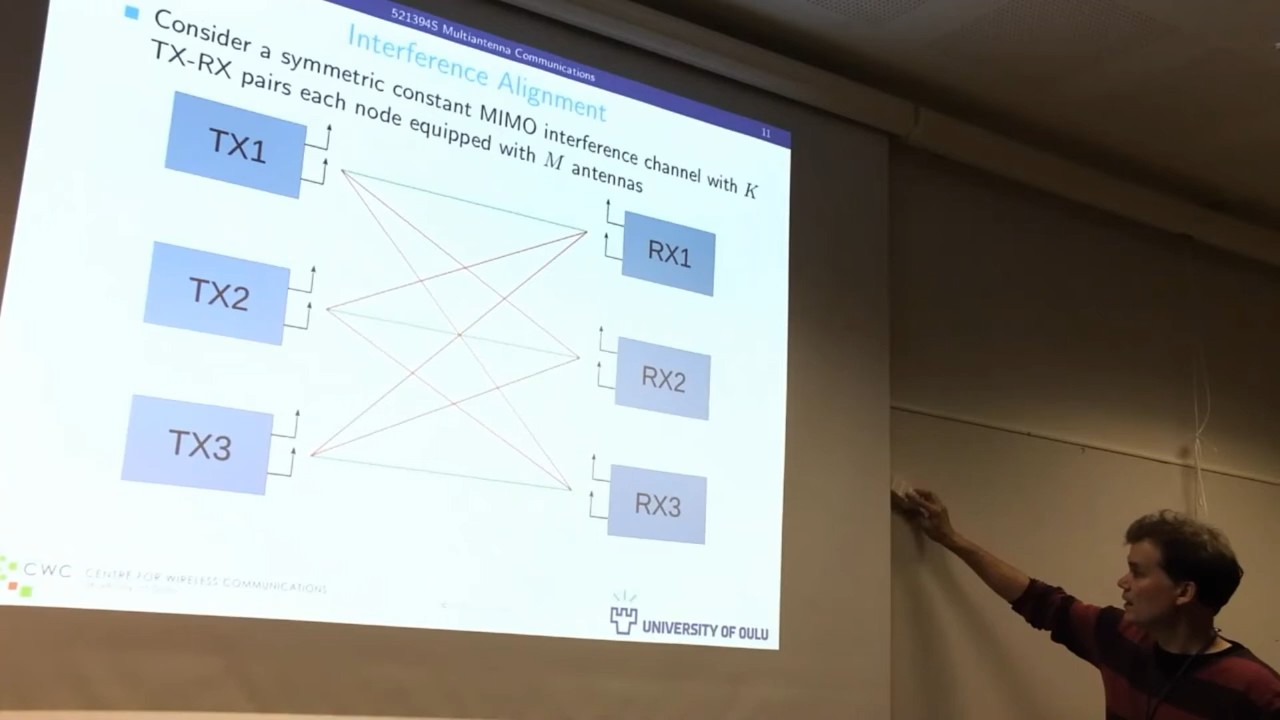 521394S Multiantenna Communications
11
Interference Alignment
Consider a symmetric constant MIMO interference channel with K
TX-RX pairs each node equipped with M antennas
TX1
RX1
TX2
RX2
TX3
RX3
CWC CENTRE FOR WIRELESS COMMUNICATIONS
UNIVERSITY OF OULU